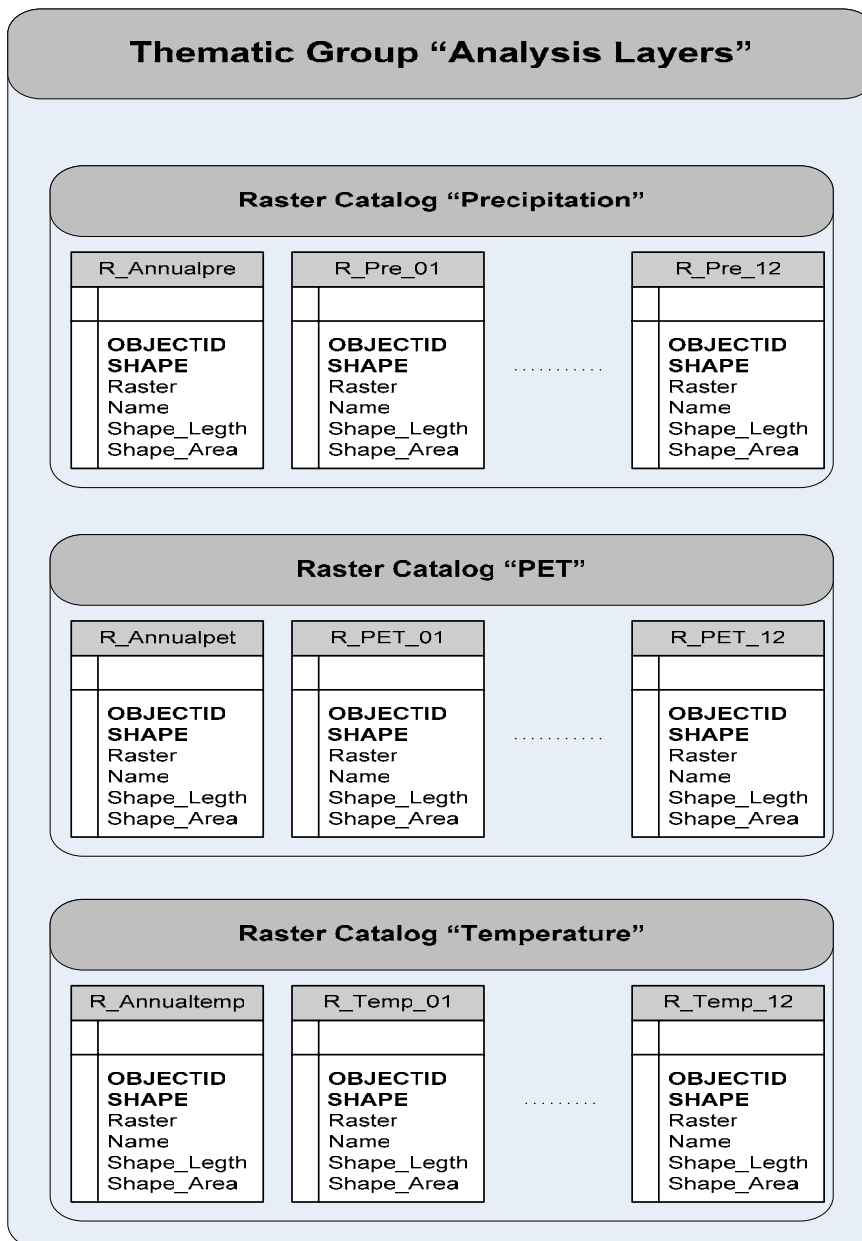 Thematic Group “Analysis Layers”
Raster Catalog “Precipitation”
R_Annualpre
OBJECTID
SHAPE
Raster
Name
Shape_Legth
Shape_Area
R_Pre_01
OBJECTID
SHAPE
Raster
Name
Shape_Legth
Shape_Area
...........
R_Pre_12
OBJECTID
SHAPE
Raster
Name
Shape_Legth
Shape_Area
Raster Catalog “PET”
R_Annualpet
OBJECTID
SHAPE
Raster
Name
Shape_Legth
Shape_Area
R_PET_01
OBJECTID
SHAPE
Raster
Name
Shape_Legth
Shape_Area
...........
R_PET_12
OBJECTID
SHAPE
Raster
Name
Shape_Legth
Shape_Area
Raster Catalog “Temperature”
R_Annualtemp
OBJECTID
SHAPE
Raster
Name
Shape_Legth
Shape_Area
R_Temp_01
OBJECTID
SHAPE
Raster
Name
Shape_Legth
Shape_Area
.........
R_Temp_12
OBJECTID
SHAPE
Raster
Name
Shape_Legth
Shape_Area